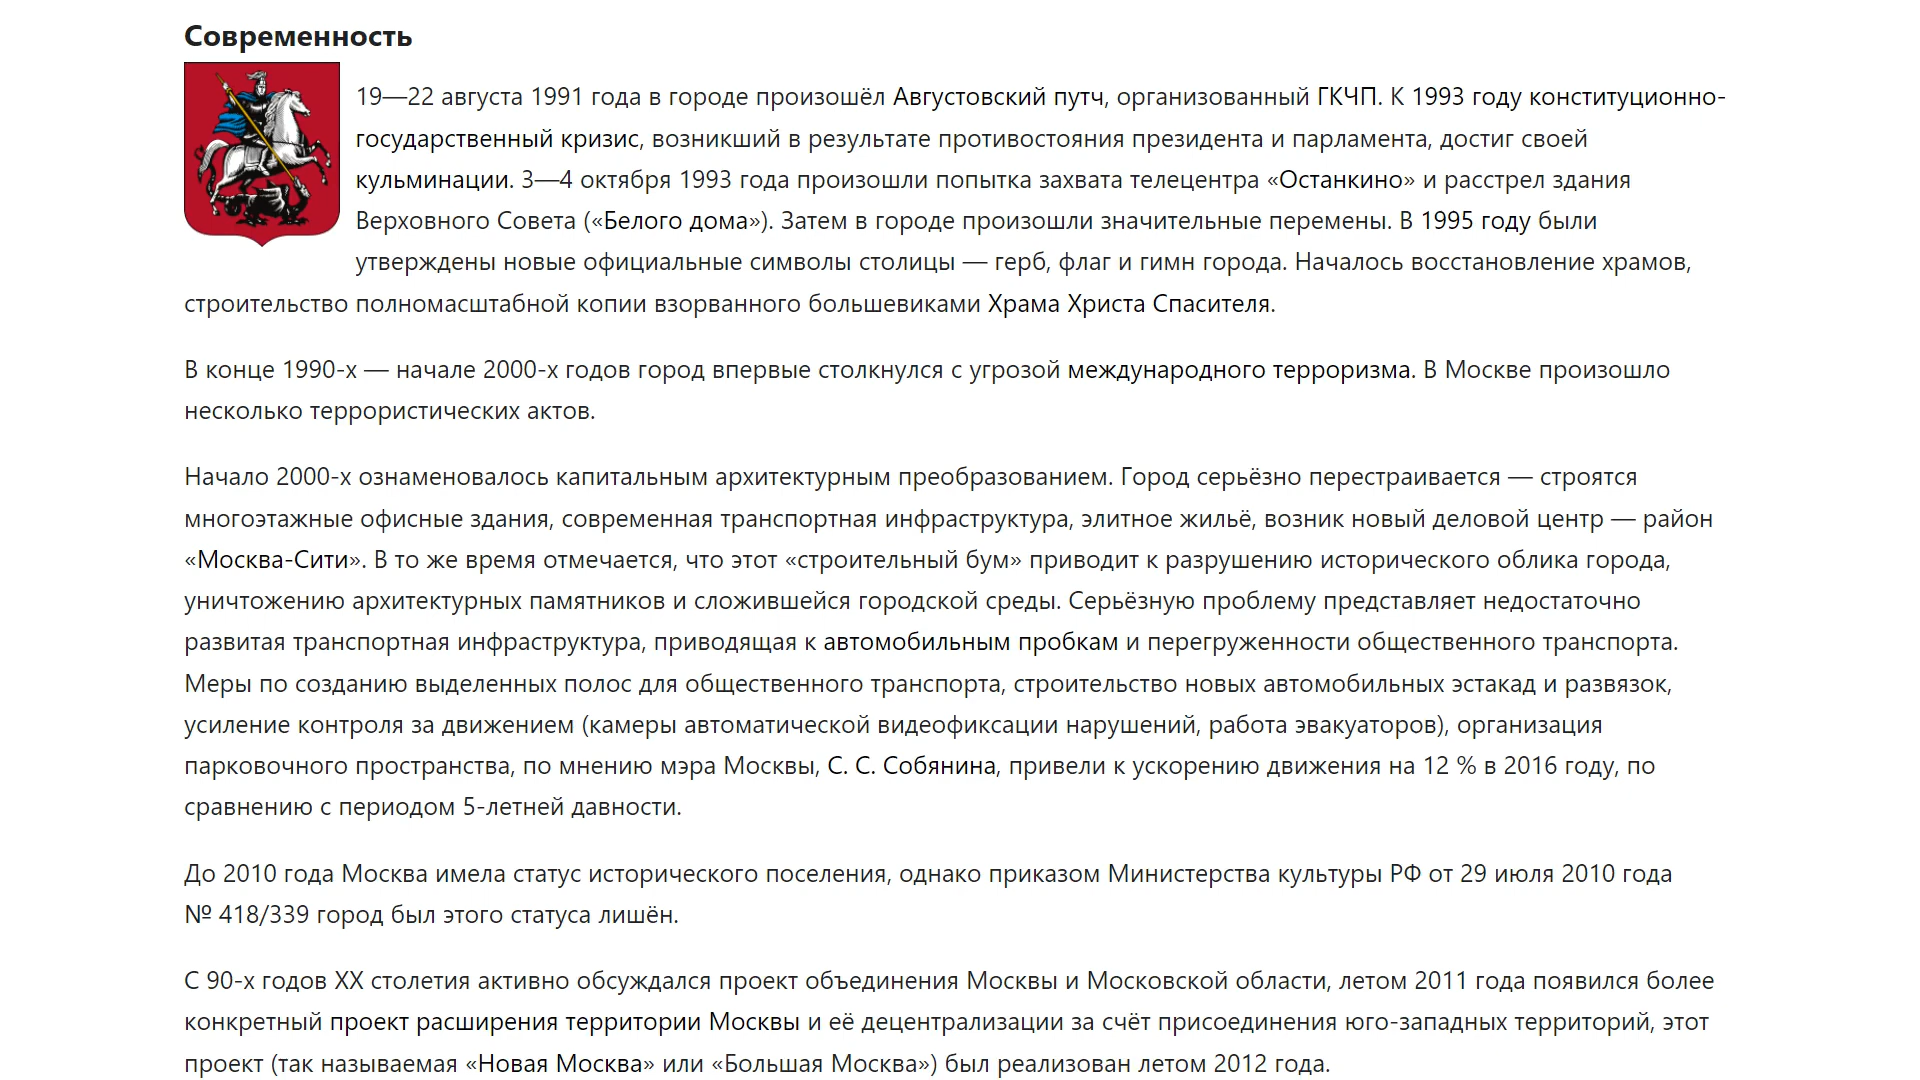 Современность
19—22 августа 1991 года в городе произошёл Августовский путч, организованный ГКЧП. К 1993 году конституционно-
государственный кризис, возникший в результате противостояния президента и парламента, достиг своей
кульминации. 3—4 октября 1993 года произошли попытка захвата телецентра «Останкино» и расстрел здания
Верховного Совета («Белого дома»). Затем в городе произошли значительные перемены. В 1995 году были
утверждены новые официальные символы столицы — герб, флаг и гимн города. Началось восстановление храмов,
строительство полномасштабной копии взорванного большевиками Храма Христа Спасителя.
В конце 1990-х — начале 2000-х годов город впервые столкнулся с угрозой международного терроризма. В Москве произошло
несколько террористических актов.
Начало 2000-х ознаменовалось капитальным архитектурным преобразованием. Город серьёзно перестраивается — строятся
многоэтажные офисные здания, современная транспортная инфраструктура, элитное жильё, возник новый деловой центр — район
«Москва-Сити». В то же время отмечается, что этот «строительный бум» приводит к разрушению исторического облика города,
уничтожению архитектурных памятников и сложившейся городской среды. Серьёзную проблему представляет недостаточно
развитая транспортная инфраструктура, приводящая к автомобильным пробкам и перегруженности общественного транспорта.
Меры по созданию выделенных полос для общественного транспорта, строительство новых автомобильных эстакад и развязок,
усиление контроля за движением (камеры автоматической видеофиксации нарушений, работа эвакуаторов), организация
парковочного пространства, по мнению мэра Москвы, С. С. Собянина, привели к ускорению движения на 12 % в 2016 году, по
сравнению с периодом 5-летней давности.
До 2010 года Москва имела статус исторического поселения, однако приказом Министерства культуры РФ от 29 июля 2010 года
№ 418/339 город был этого статуса лишён.
С 90-х годов XX столетия активно обсуждался проект объединения Москвы и Московской области, летом 2011 года появился более
конкретный проект расширения территории Москвы и её децентрализации за счёт присоединения юго-западных территорий, этот
проект (так называемая «Новая Москва» или «Большая Москва») был реализован летом 2012 года.